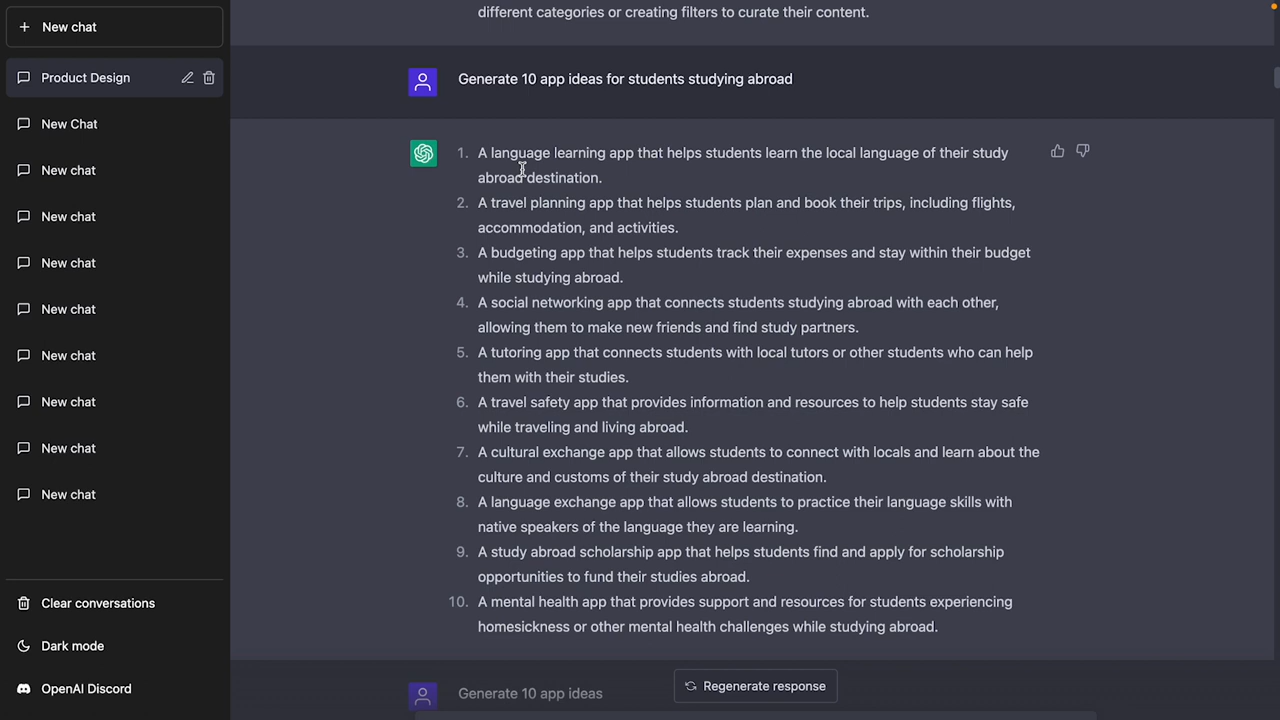 New chat
Product Design
New Chat
New chat
New chat
New chat
New chat
New chat
New chat
New chat
New chat
Clear conversations
Dark mode
OpenAI Discord
different categories or creating filters to curate their content.
Generate 10 app ideas for students studying abroad
1. A language learning app that helps students learn the local language of their study
abroad destination.
2. A travel planning app that helps students plan and book their trips, including flights,
accommodation, and activities.
3. A budgeting app that helps students track their expenses and stay within their budget
while studying abroad.
4. A social networking app that connects students studying abroad with each other,
allowing them to make new friends and find study partners.
5. A tutoring app that connects students with local tutors or other students who can help
them with their studies.
6. A travel safety app that provides information and resources to help students stay safe
while traveling and living abroad.
7. A cultural exchange app that allows students to connect with locals and learn about the
culture and customs of their study abroad destination.
8. A language exchange app that allows students to practice their language skills with
native speakers of the language they are learning.
9. A study abroad scholarship app that helps students find and apply for scholarship
opportunities to fund their studies abroad.
10. A mental health app that provides support and resources for students experiencing
homesickness or other mental health challenges while studying abroad.
Generate 10 app ideas
Regenerate response